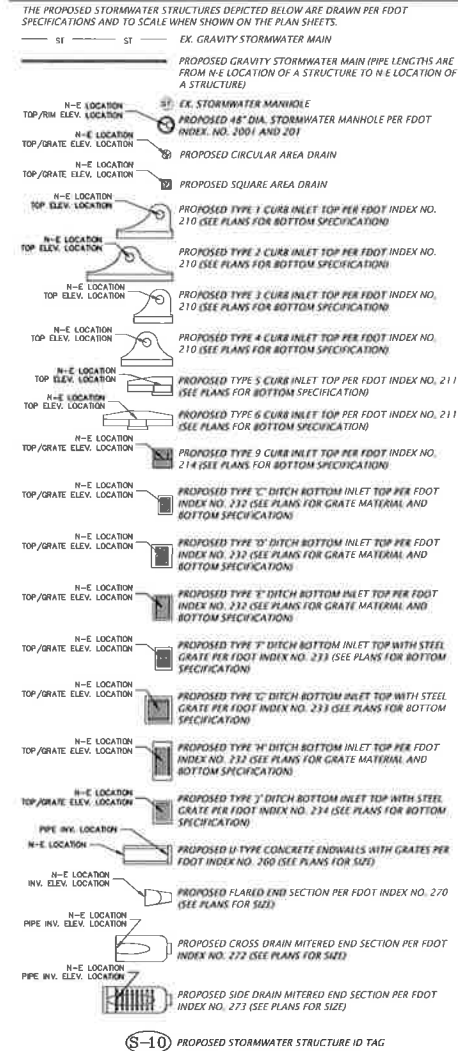 THE PROPOSED STORMWATER STRUCTURES DEPICTED BELOW ARE DRAWN PER FDOT
SPECIFICATIONS AND TO SCALE WHEN SHOWN ON THE PLAN SHEETS.
ST ST EX. GRAVITY STORMWATER MAIN
PROPOSED GRAVITY STORMWATER MAIN (PIPE LENGTHS ARE
FROM N-E LOCATION OF A STRUCTURE TO N-E LOCATION OF
A STRUCTURE)
ST EX. STORMWATER MANHOLE
N-E LOCATION
TOP/RIM ELEV. LOCATION
PROPOSED 48" DIA. STORMWATER MANHOLE PER FDOT
INDEX. NO. 2001 AND 201
N-E LOCATION
TOP/GRATE ELEV. LOCATION
PROPOSED CIRCULAR AREA DRAIN
N-E LOCATION
TOP/GRATE ELEV. LOCATION
PROPOSED SQUARE AREA DRAIN
N-E LOCATION
TOP ELEV. LOCATION
PROPOSED TYPE 1 CURB INLET TOP PER FDOT INDEX NO.
210 (SEE PLANS FOR BOTTOM SPECIFICATION)
N-E LOCATION
TOP ELEV. LOCATION
PROPOSED TYPE 2 CURB INLET TOP PER FDOT INDEX NO.
210 (SEE PLANS FOR BOTTOM SPECIFICATION)
N-E LOCATION
TOP ELEV. LOCATION
PROPOSED TYPE 3 CURB INLET TOP PER FDOT INDEX NO,
210 (SEE PLANS FOR BOTTOM SPECIFICATION)
N-E LOCATION
TOP ELEV. LOCATION
PROPOSED TYPE 4 CURB INLET TOP PER FDOT INDEX NO,
210 (SEE PLANS FOR BOTTOM SPECIFICATION)
N-E LOCATION
TOP ELEV. LOCATION
PROPOSED TYPE 5 CURB INLET TOP PER FDOT INDEX NO, 211
(SEE PLANS FOR BOTTOM SPECIFICATION)
N-E LOCATION
TOP ELEV. LOCATION
PROPOSED TYPE 6 CURB INLET TOP PER FDOT INDEX NO, 211
(SEE PLANS FOR BOTTOM SPECIFICATION)
N-E LOCATION
TOP/GRATE ELEV. LOCATION
PROPOSED TYPE 9 CURB INLET TOP PER FDOT INDEX NO,
214 (SEE PLANS FOR BOTTOM SPECIFICATION)
N-E LOCATION
TOP/GRATE ELEV. LOCATION
PROPOSED TYPE 'C' DITCH BOTTOM INLET TOP PER FDOT
INDEX NO. 232 (SEE PLANS FOR GRATE MATERIAL AND
BOTTOM SPECIFICATION)
N-E LOCATION
TOP/GRATE ELEV. LOCATION
PROPOSED TYPE 'D' DITCH BOTTOM INLET TOP PER FDOT
INDEX NO. 232 (SEE PLANS FOR GRATE MATERIAL AND
BOTTOM SPECIFICATION)
N-E LOCATION
TOP/GRATE ELEV. LOCATION
PROPOSED TYPE 'E' DITCH BOTTOM INLET TOP PER FDOT
INDEX NO. 232 (SEE PLANS FOR GRATE MATERIAL AND
BOTTOM SPECIFICATION)
N-E LOCATION
TOP/GRATE ELEV. LOCATION
PROPOSED TYPE 'F' DITCH BOTTOM INLET TOP WITH STEEL
GRATE PER FDOT INDEX NO. 233 (SEE PLANS FOR BOTTOM
SPECIFICATION)
N-E LOCATION
TOP/GRATE ELEV. LOCATION
PROPOSED TYPE 'G' DITCH BOTTOM INLET TOP WITH STEEL
GRATE PER FDOT INDEX NO. 233 (SEE PLANS FOR BOTTOM
SPECIFICATION)
N-E LOCATION
TOP/GRATE ELEV. LOCATION
PROPOSED TYPE 'H' DITCH BOTTOM INLET TOP PER FDOT
INDEX NO. 232 (SEE PLANS FOR GRATE MATERIAL AND
BOTTOM SPECIFICATION)
N-E LOCATION
TOP/GRATE ELEV. LOCATION
PROPOSED TYPE 'J' DITCH BOTTOM INLET TOP WITH STEEL
GRATE PER FDOT INDEX NO. 234 (SEE PLANS FOR BOTTOM
SPECIFICATION)
PIPE INV. LOCATION
N-E LOCATION
PROPOSED U-TYPE CONCRETE ENDWALLS WITH GRATES PER
FDOT INDEX NO. 260 (SEE PLANS FOR SIZE)
N-E LOCATION
INV. ELEV. LOCATION
PROPOSED FLARED END SECTION PER FDOT INDEX NO. 270
(SEE PLANS FOR SIZE)
N-E LOCATION
PIPE INV. ELEV. LOCATION
PROPOSED CROSS DRAIN MITERED END SECTION PER FDOT
INDEX NO. 272 (SEE PLANS FOR SIZE)
N-E LOCATION
PIPE INV. ELEV. LOCATION
PROPOSED SIDE DRAIN MITERED END SECTION PER FDOT
INDEX NO, 273 (SEE PLANS FOR SIZE)
S-10 PROPOSED STORMWATER STRUCTURE ID TAG